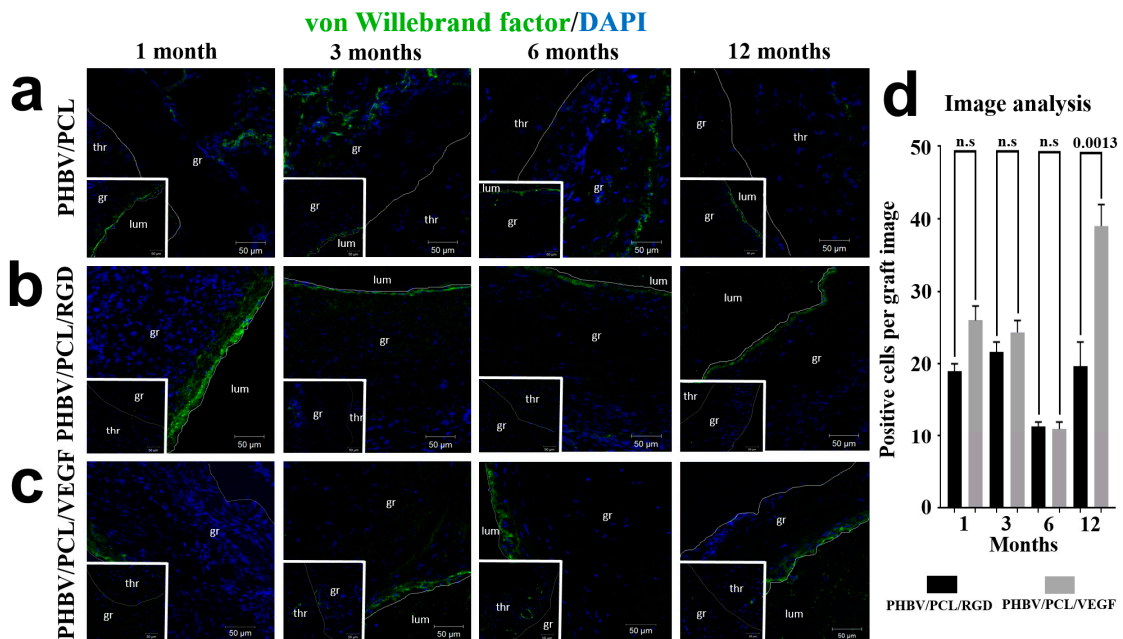 von Willebrand factor/DAPI
1 month
3 months
6 months
12 months
a
PHBV/PCL
thr
gr
gr
lum
50 µm
gr
gr
lum
thr
50 µm
thr
lum
gr
gr
50 µm
gr
thr
gr
lum
50 µm
b
PHBV/PCL/RGD
gr
gr
thr
lum
50 µm
lum
gr
gr
thr
50 µm
lum
gr
thr
gr
50 µm
lum
gr
thr
gr
50 µm
c
PHBV/PCL/VEGF
gr
thr
gr
50 µm
gr
gr
thr
lum
50 µm
gr
lum
thr
gr
50 µm
gr
thr
gr
lum
50 µm
d
Image analysis
n.s
n.s
n.s
0.0013
Positive cells per graft image
50
40
30
20
10
0
1
3
6
12
Months
PHBV/PCL/RGD
PHBV/PCL/VEGF